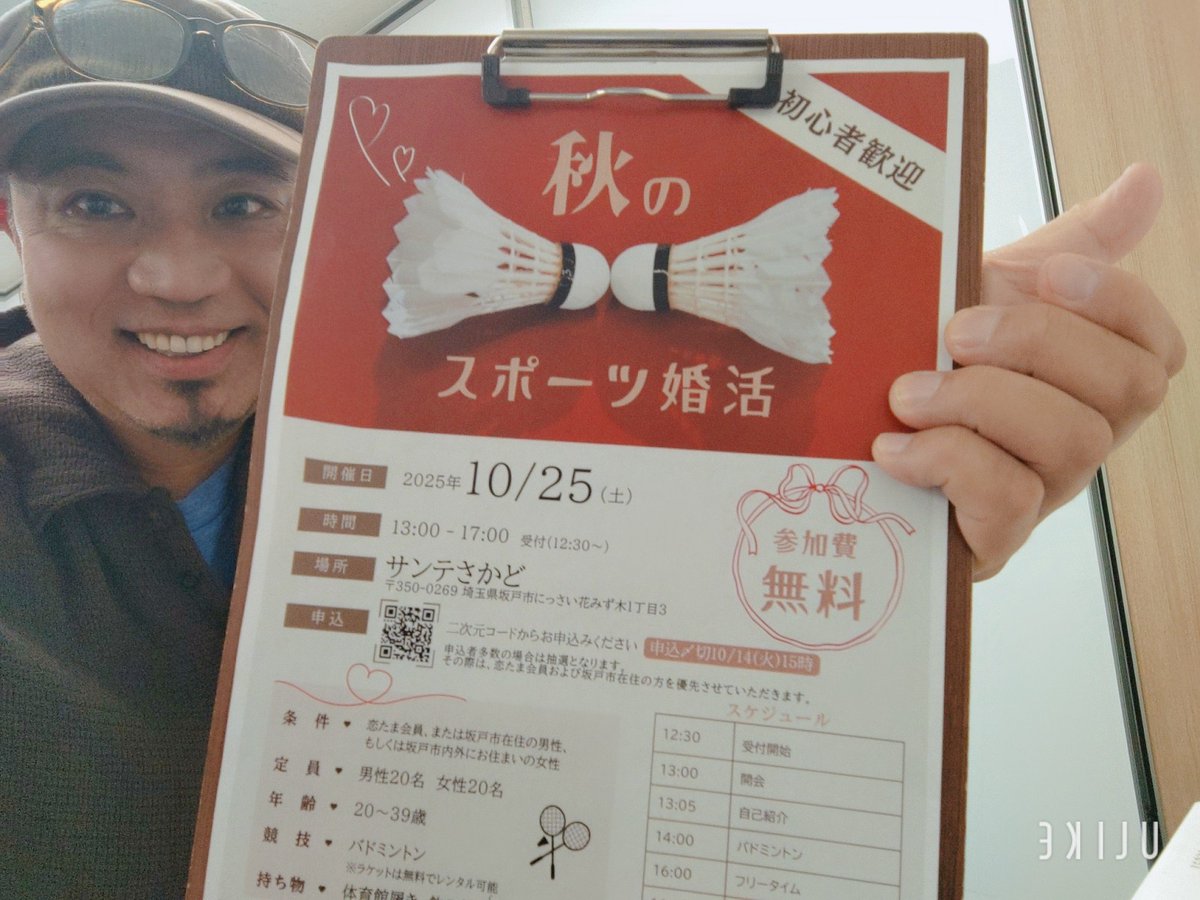 初心者歓迎
秋の
スポーツ婚活
開催日 2025年10/25(土)
時間 13:00 - 17:00 受付(12:30〜)
場所 サンテさかど
〒350-0269 埼玉県坂戸市にっさい花みず木1丁目3
参加費
無料
申込 二次元コードからお申込みください 申込〆切10/14(火)15時
申込者多数の場合は抽選となります。
その際は、恋たま会員および坂戸市在住の方を優先させていただきます。
条件 ♥ 恋たま会員、または坂戸市在住の男性、
もしくは坂戸市内外にお住まいの女性
定員 ♥ 男性20名 女性20名
年齢 ♥ 20〜39歳
競技 ♥ バドミントン
※ラケットは無料でレンタル可能
持ち物 ♥ 体育館履き
スケジュール
12:30 受付開始
13:00 開会
13:05 自己紹介
14:00 バドミントン
16:00 フリータイム